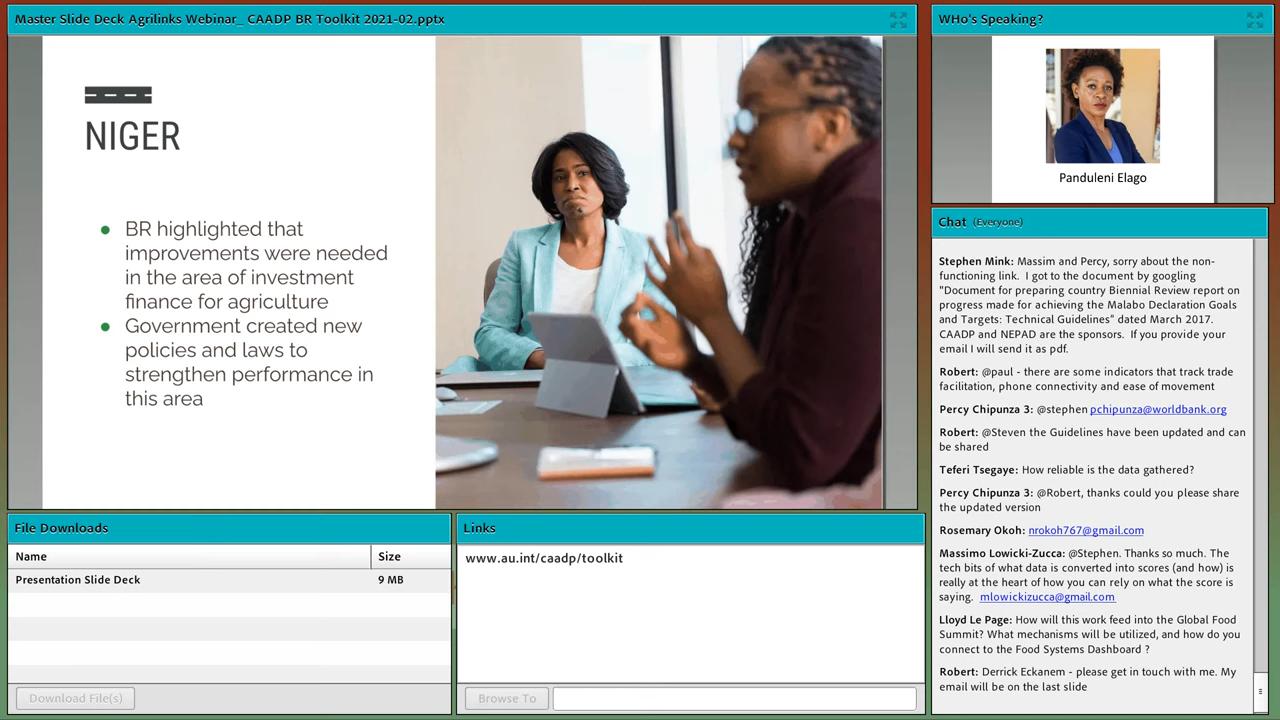 Master Slide Deck Agrilinks Webinar_ CAADP BR Toolkit 2021-02.pptx
NIGER
● BR highlighted that
improvements were needed
in the area of investment
finance for agriculture
● Government created new
policies and laws to
strengthen performance in
this area
WHo's Speaking?
Panduleni Elago
Chat (Everyone)
Stephen Mink: Massim and Percy, sorry about the non-
functioning link. I got to the document by googling
"Document for preparing country Biennial Review report on
progress made for achieving the Malabo Declaration Goals
and Targets: Technical Guidelines" dated March 2017.
CAADP and NEPAD are the sponsors. If you provide your
email I will send it as pdf.
Robert: @paul - there are some indicators that track trade
facilitation, phone connectivity and ease of movement
Percy Chipunza 3: @stephen pchipunza@worldbank.org
Robert: @Steven the Guidelines have been updated and can
be shared
Teferi Tsegaye: How reliable is the data gathered?
Percy Chipunza 3: @Robert, thanks could you please share
the updated version
Rosemary Okoh: nrokoh767@gmail.com
Massimo Lowicki-Zucca: @Stephen. Thanks so much. The
tech bits of what data is converted into scores (and how) is
really at the heart of how you can rely on what the score is
saying. mlowickizucca@gmail.com
Lloyd Le Page: How will this work feed into the Global Food
Summit? What mechanisms will be utilized, and how do you
connect to the Food Systems Dashboard ?
Robert: Derrick Eckanem - please get in touch with me. My
email will be on the last slide
File Downloads
Name Size
Presentation Slide Deck 9 MB
Download File(s)
Links
www.au.int/caadp/toolkit
Browse To